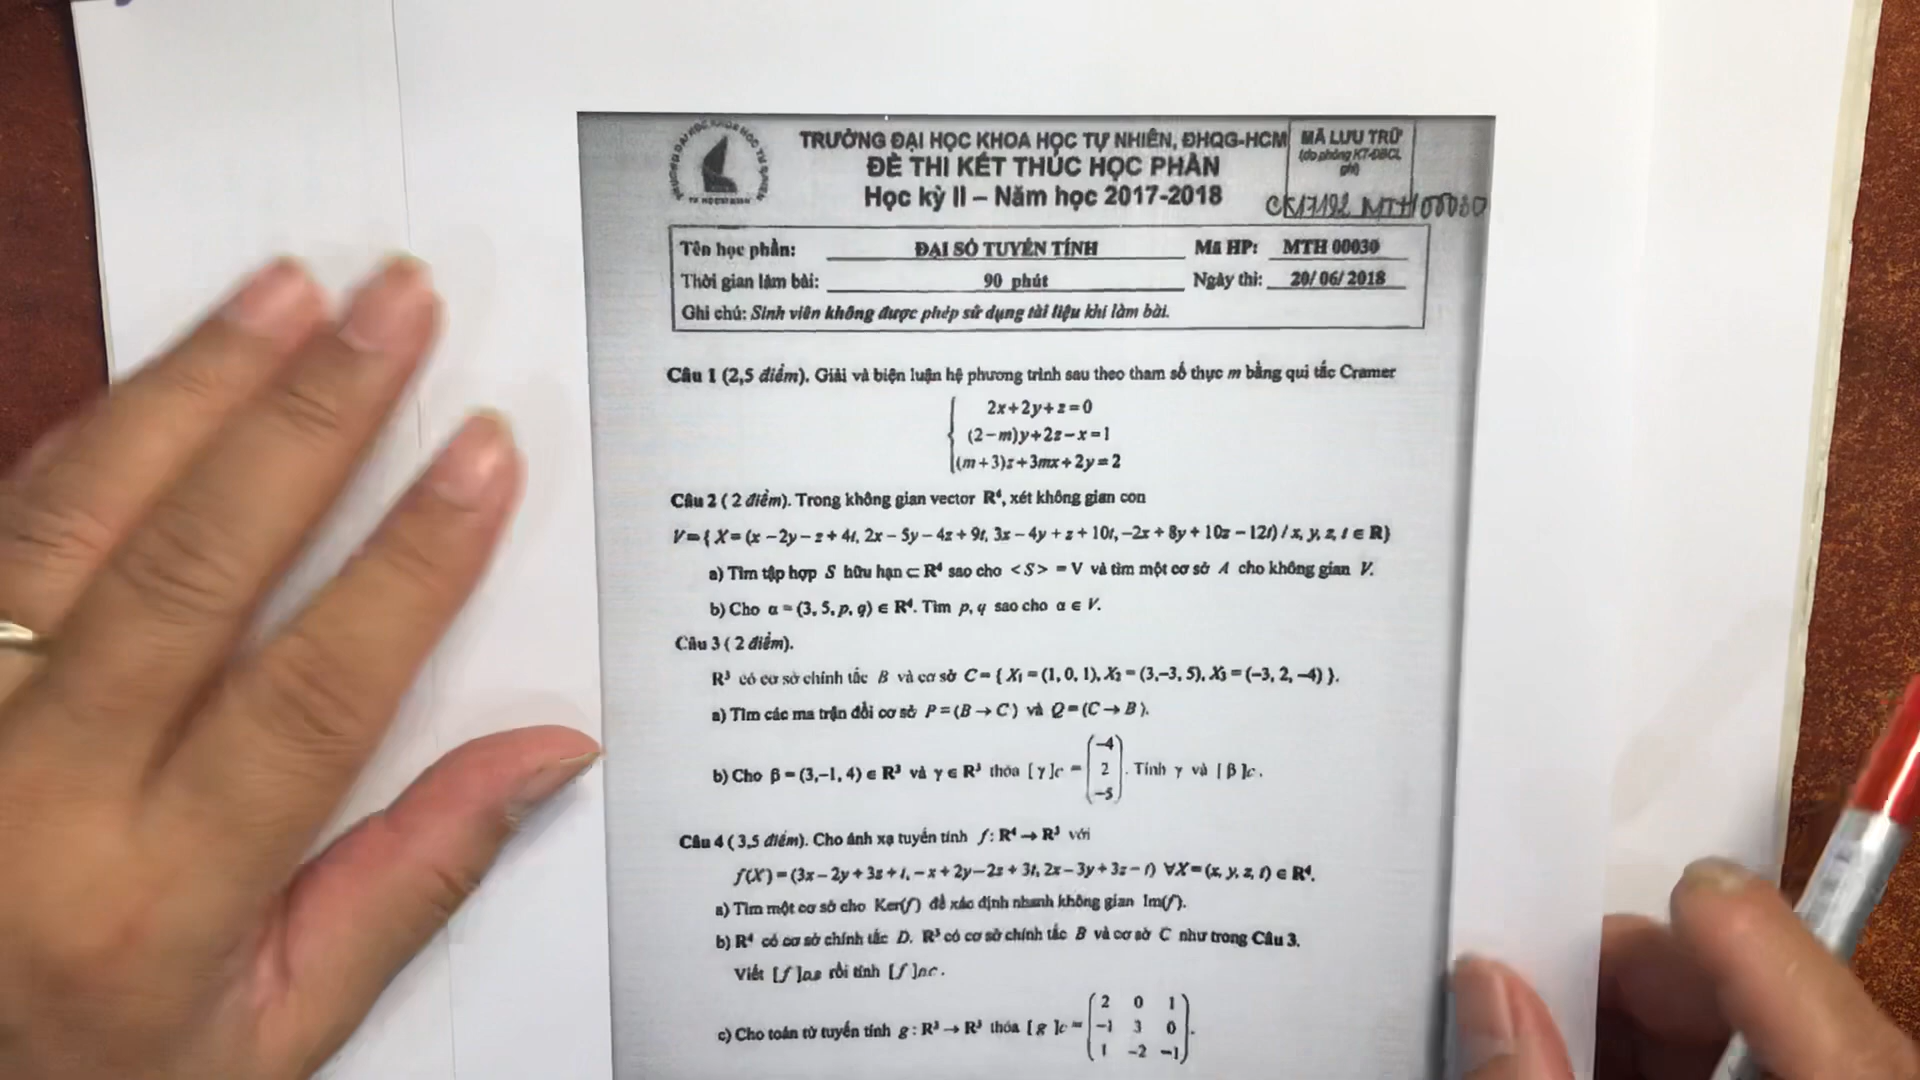 TRƯỜNG ĐẠI HỌC KHOA HỌC TỰ NHIÊN, ĐHQG-HCM
ĐỀ THI KẾT THÚC HỌC PHẦN
Học kỳ II – Năm học 2017-2018
MÃ LƯU TRỮ
(do phòng KT-ĐBCL ghi)
CK17182_MTH00030
Tên học phần: ĐẠI SỐ TUYẾN TÍNH Mã HP: MTH 00030
Thời gian làm bài: 90 phút Ngày thi: 20/ 06/ 2018
Ghi chú: Sinh viên không được phép sử dụng tài liệu khi làm bài.
Câu 1 (2,5 điểm). Giải và biện luận hệ phương trình sau theo tham số thực m bằng qui tắc Cramer
2x+2y+z=0
(2−m)y+2z−x=1
(m+3)z+3mx+2y=2
Câu 2 ( 2 điểm). Trong không gian vector R⁴, xét không gian con
V = { X = (x − 2y − z + 4t, 2x − 5y − 4z + 9t, 3x − 4y + z + 10t, −2x + 8y + 10z − 12t) / x, y, z, t ∈ R}
a) Tìm tập hợp S hữu hạn ⊂ R⁴ sao cho < S > = V và tìm một cơ sở A cho không gian V.
b) Cho α = (3, 5, p, q) ∈ R⁴. Tìm p, q sao cho α ∈ V.
Câu 3 ( 2 điểm).
R³ có cơ sở chính tắc B và cơ sở C = { X₁ = (1, 0, 1), X₂ = (3,−3, 5), X₃ = (−3, 2, −4) }.
a) Tìm các ma trận đổi cơ sở P = (B → C ) và Q = (C → B ).
b) Cho β = (3,−1, 4) ∈ R³ và γ ∈ R³ thỏa [ γ ]C = (−4 2 −5). Tính γ và [ β ]C .
Câu 4 ( 3,5 điểm). Cho ánh xạ tuyến tính f : R⁴ → R³ với
f(X) = (3x − 2y + 3z + t, − x + 2y − 2z + 3t, 2x − 3y + 3z − t) ∀X = (x, y, z, t) ∈ R⁴.
a) Tìm một cơ sở cho Ker(f) để xác định nhanh không gian Im(f).
b) R⁴ có cơ sở chính tắc D. R³ có cơ sở chính tắc B và cơ sở C như trong Câu 3.
Viết [ f ]D,B rồi tính [ f ]D,C .
c) Cho toán tử tuyến tính g : R³ → R³ thỏa [ g ]C =
2 0 1
−1 3 0
1 −2 −1